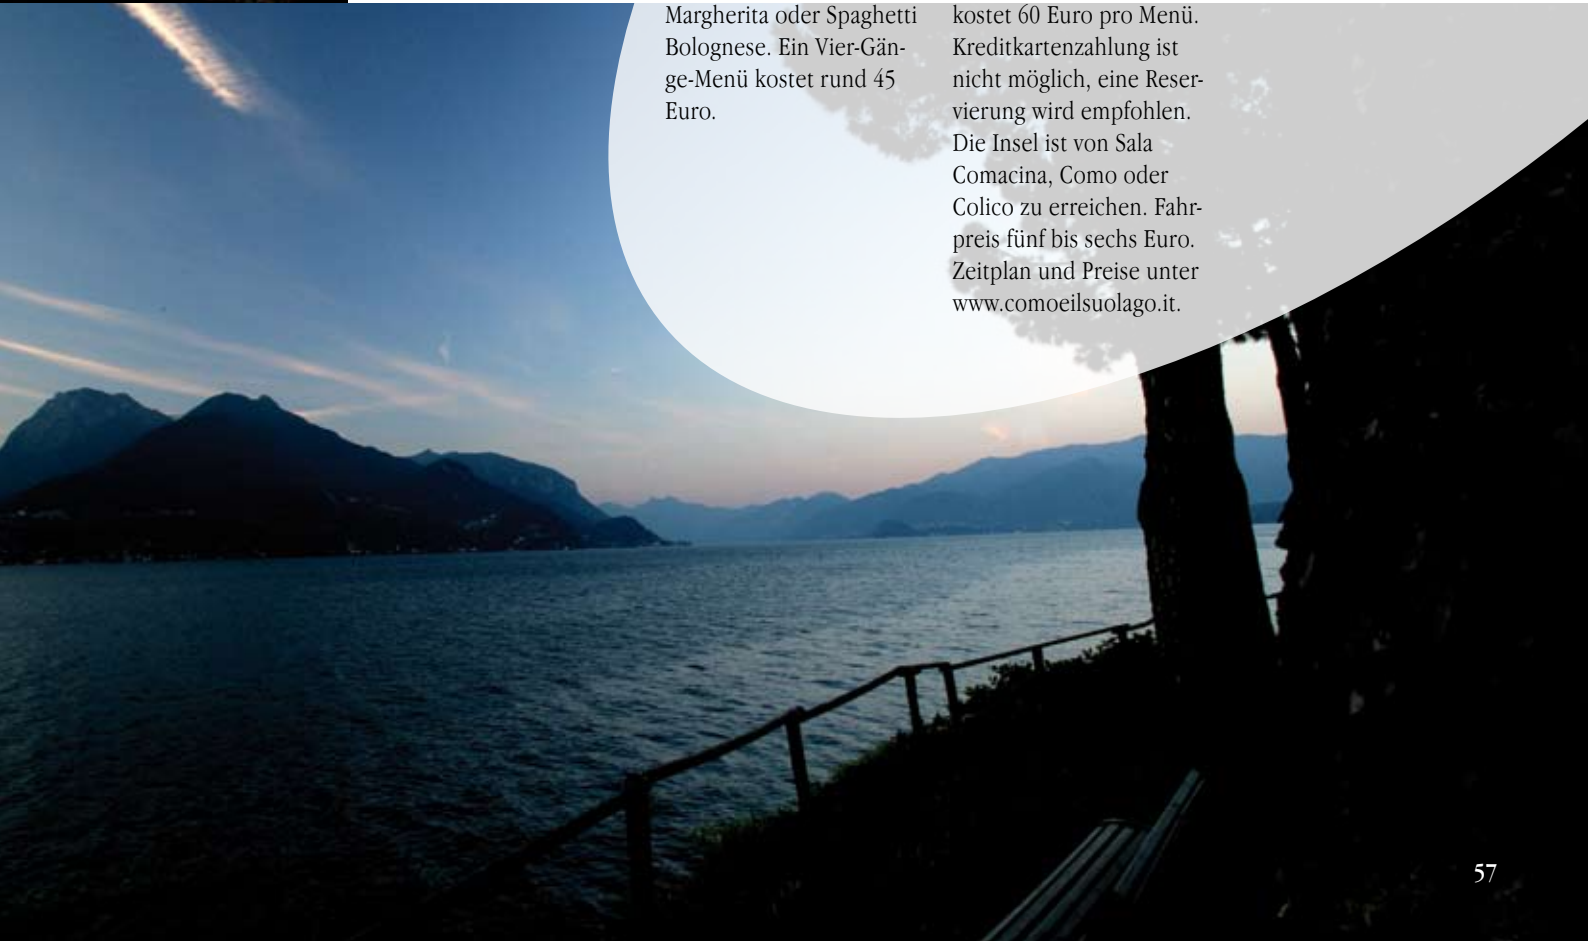 Margherita oder Spaghetti
Bolognese. Ein Vier-Gän-
ge-Menü kostet rund 45
Euro.
kostet 60 Euro pro Menü.
Kreditkartenzahlung ist
nicht möglich, eine Reser-
vierung wird empfohlen.
Die Insel ist von Sala
Comacina, Como oder
Colico zu erreichen. Fahr-
preis fünf bis sechs Euro.
Zeitplan und Preise unter
www.comoeilsuolago.it.
57